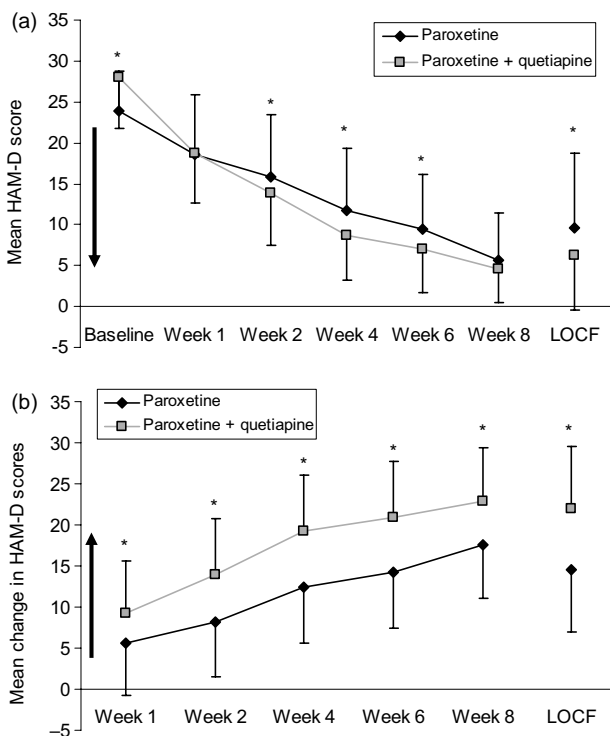 (a)
Paroxetine
Paroxetine + quetiapine
Mean HAM-D score
35
30
25
20
15
10
5
0
-5
*
*
*
*
*
Baseline Week 1 Week 2 Week 4 Week 6 Week 8 LOCF
(b)
Paroxetine
Paroxetine + quetiapine
Mean change in HAM-D scores
35
30
25
20
15
10
5
0
–5
*
*
*
*
*
*
Week 1 Week 2 Week 4 Week 6 Week 8 LOCF